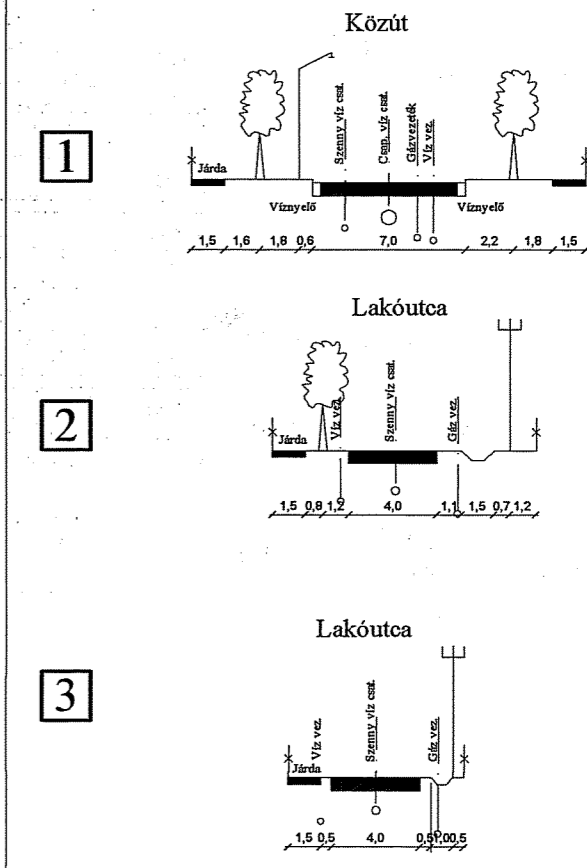 Közút
1
Szenny víz csat.
Csap. víz csat.
Gázvezeték
Víz vez.
Járda
Víznyelő
Víznyelő
1,5 1,6 1,8 0,6 7,0 2,2 1,8 1,5
Lakóutca
2
Víz vez.
Szenny víz csat.
Gáz vez.
Járda
1,5 0,8 1,2 4,0 1,1 1,5 0,7 1,2
Lakóutca
3
Víz vez.
Szenny víz csat.
Gáz vez.
Járda
1,5 0,5 4,0 0,5 1,0 0,5